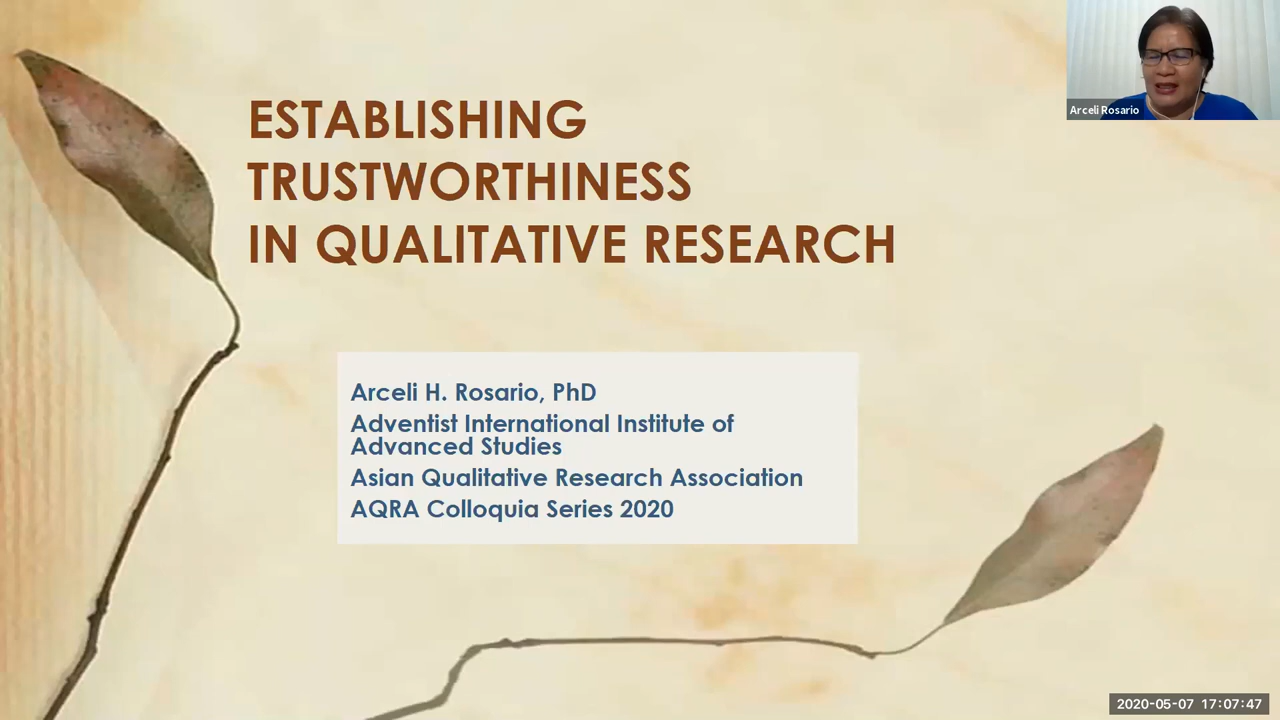 ESTABLISHING
TRUSTWORTHINESS
IN QUALITATIVE RESEARCH
Arceli Rosario
Arceli H. Rosario, PhD
Adventist International Institute of
Advanced Studies
Asian Qualitative Research Association
AQRA Colloquia Series 2020
2020-05-07 17:07:47